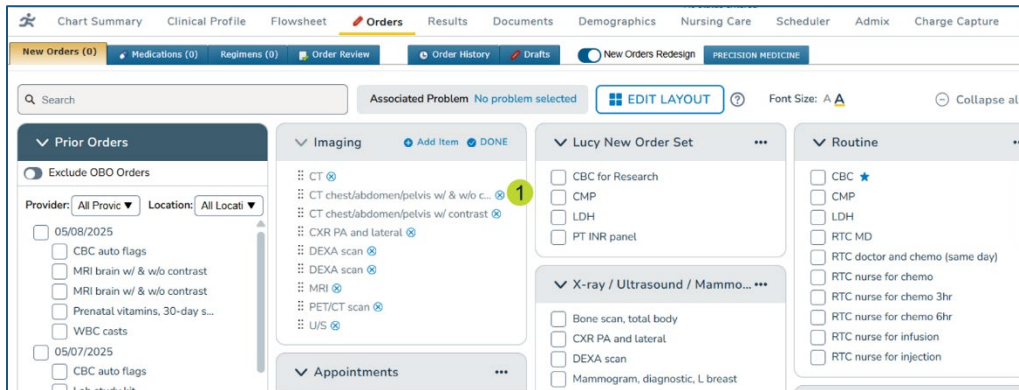 Chart Summary Clinical Profile Flowsheet Orders Results Documents Demographics Nursing Care Scheduler Admix Charge Capture
New Orders (0) Medications (0) Regimens (0) Order Review Order History Drafts New Orders Redesign PRECISION MEDICINE
Search Associated Problem No problem selected EDIT LAYOUT ? Font Size: A A Collapse al
Prior Orders
Exclude OBO Orders
Provider: All Provic Location: All Locati
05/08/2025
CBC auto flags
MRI brain w/ & w/o contrast
MRI brain w/ & w/o contrast
Prenatal vitamins, 30-day s...
WBC casts
05/07/2025
CBC auto flags
Imaging Add Item DONE
CT
CT chest/abdomen/pelvis w/ & w/o c... 1
CT chest/abdomen/pelvis w/ contrast
CXR PA and lateral
DEXA scan
DEXA scan
MRI
PET/CT scan
U/S
Appointments ...
Lucy New Order Set ...
CBC for Research
CMP
LDH
PT INR panel
X-ray / Ultrasound / Mammo... ...
Bone scan, total body
CXR PA and lateral
DEXA scan
Mammogram, diagnostic, L breast
Routine
CBC
CMP
LDH
RTC MD
RTC doctor and chemo (same day)
RTC nurse for chemo
RTC nurse for chemo 3hr
RTC nurse for chemo 6hr
RTC nurse for infusion
RTC nurse for injection